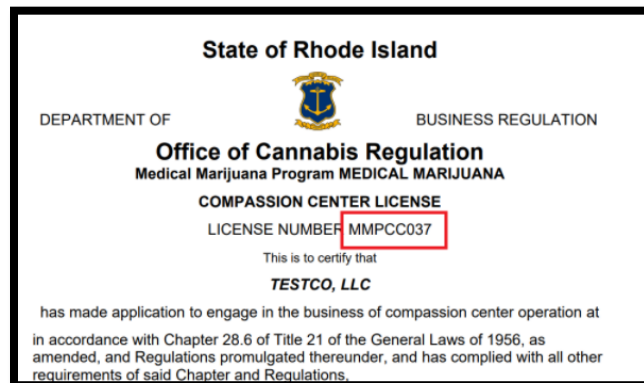 State of Rhode Island
DEPARTMENT OF BUSINESS REGULATION
Office of Cannabis Regulation
Medical Marijuana Program MEDICAL MARIJUANA
COMPASSION CENTER LICENSE
LICENSE NUMBER MMPCC037
This is to certify that
TESTCO, LLC
has made application to engage in the business of compassion center operation at
in accordance with Chapter 28.6 of Title 21 of the General Laws of 1956, as
amended, and Regulations promulgated thereunder, and has complied with all other
requirements of said Chapter and Regulations,